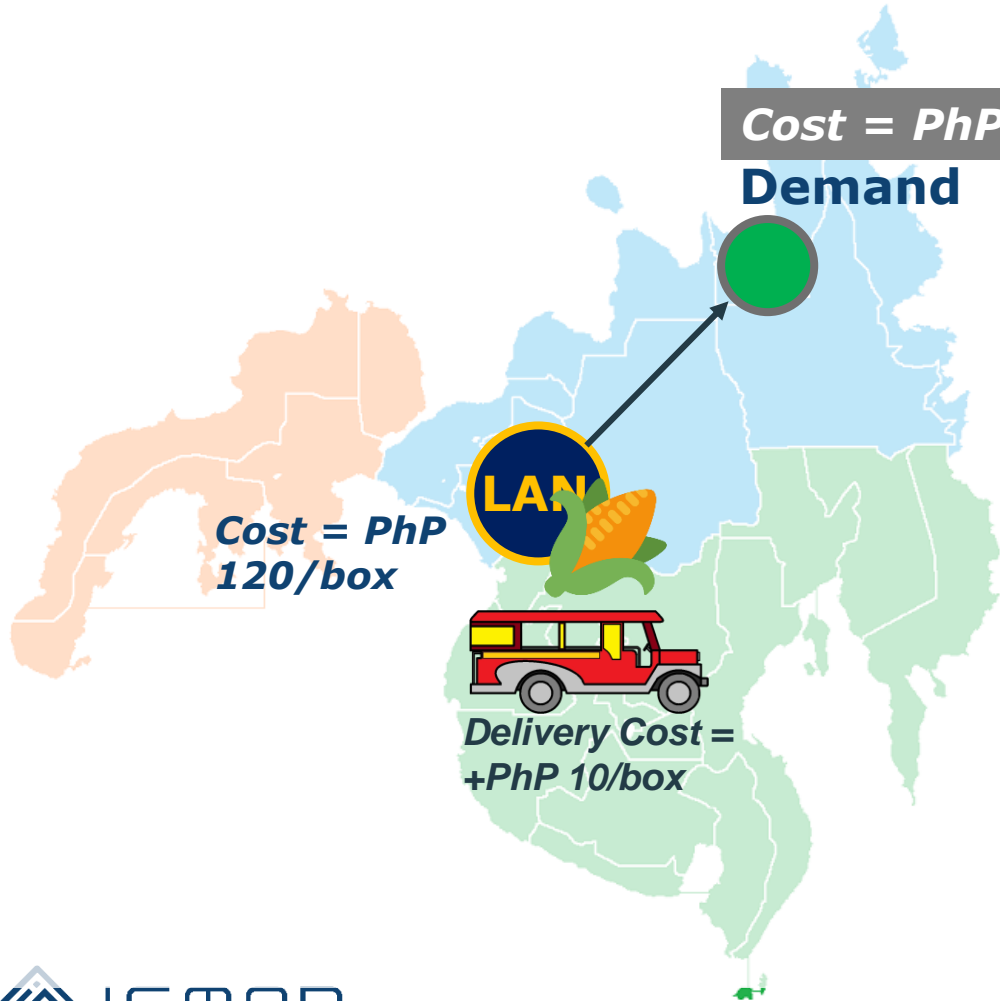 Cost = PhP
Demand
LAN
Cost = PhP
120/box
Delivery Cost =
+PhP 10/box